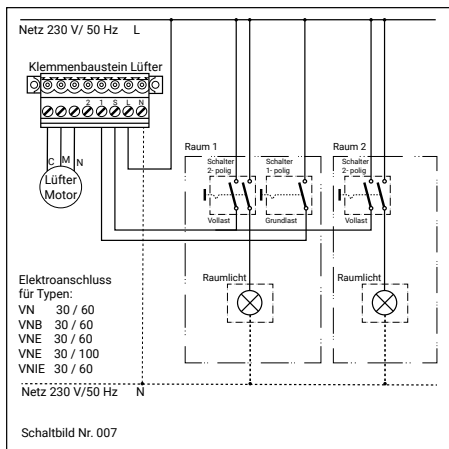 Netz 230 V/ 50 Hz L
Klemmenbaustein Lüfter
2 1 S L N
C M N
Lüfter
Motor
Raum 1
Schalter
2- polig
Schalter
1- polig
Vollast
Grundlast
Raumlicht
Raum 2
Schalter
2- polig
Vollast
Raumlicht
Elektroanschluss
für Typen:
VN 30 / 60
VNB 30 / 60
VNE 30 / 60
VNE 30 / 100
VNIE 30 / 60
Netz 230 V/50 Hz N
Schaltbild Nr. 007